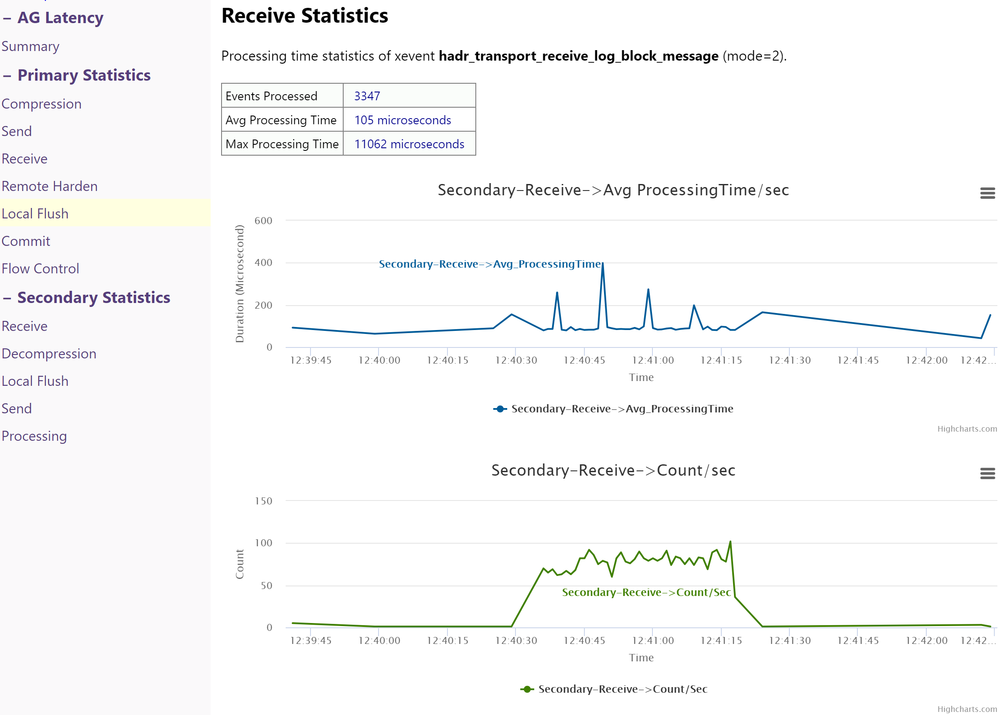 − AG Latency
Summary
− Primary Statistics
Compression
Send
Receive
Remote Harden
Local Flush
Commit
Flow Control
− Secondary Statistics
Receive
Decompression
Local Flush
Send
Processing
Receive Statistics
Processing time statistics of xevent hadr_transport_receive_log_block_message (mode=2).
Events Processed 3347
Avg Processing Time 105 microseconds
Max Processing Time 11062 microseconds
Secondary-Receive->Avg ProcessingTime/sec
Duration (Microsecond)
600
400
200
0
Secondary-Receive->Avg_ProcessingTime
12:39:45 12:40:00 12:40:15 12:40:30 12:40:45 12:41:00 12:41:15 12:41:30 12:41:45 12:42:00 12:42...
Time
Secondary-Receive->Avg_ProcessingTime
Highcharts.com
Secondary-Receive->Count/sec
Count
150
100
50
0
Secondary-Receive->Count/Sec
12:39:45 12:40:00 12:40:15 12:40:30 12:40:45 12:41:00 12:41:15 12:41:30 12:41:45 12:42:00 12:42...
Time
Secondary-Receive->Count/Sec
Highcharts.com